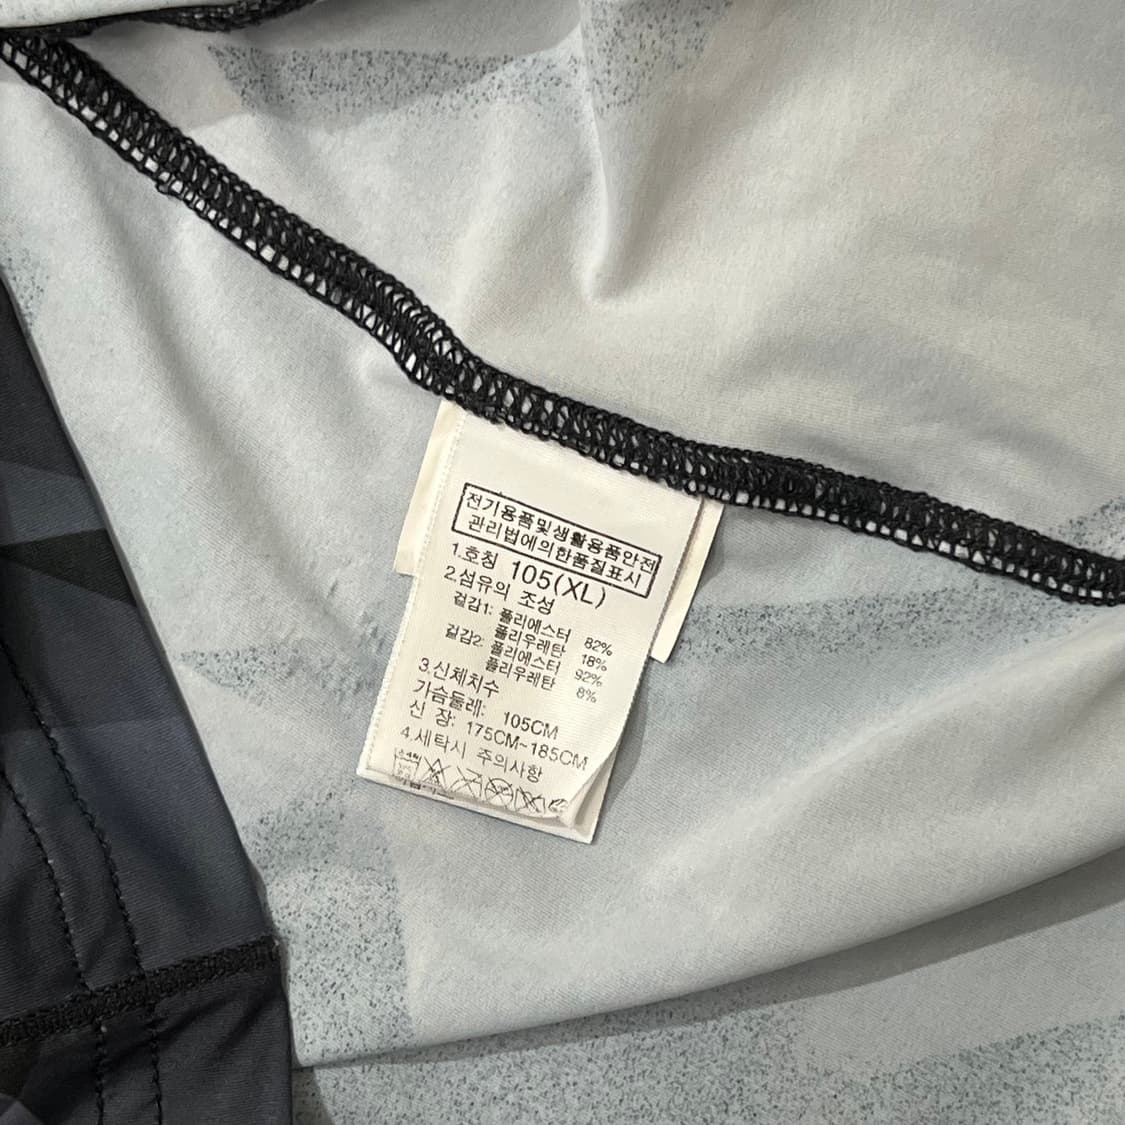 전기용품및생활용품안전
관리법에의한품질표시
1.호칭 105(XL)
2.섬유의 조성
겉감1: 폴리에스터 82%
폴리우레탄 18%
겉감2: 폴리에스터 92%
폴리우레탄 8%
3.신체치수
가슴둘레: 105CM
신 장: 175CM~185CM
4.세탁시 주의사항